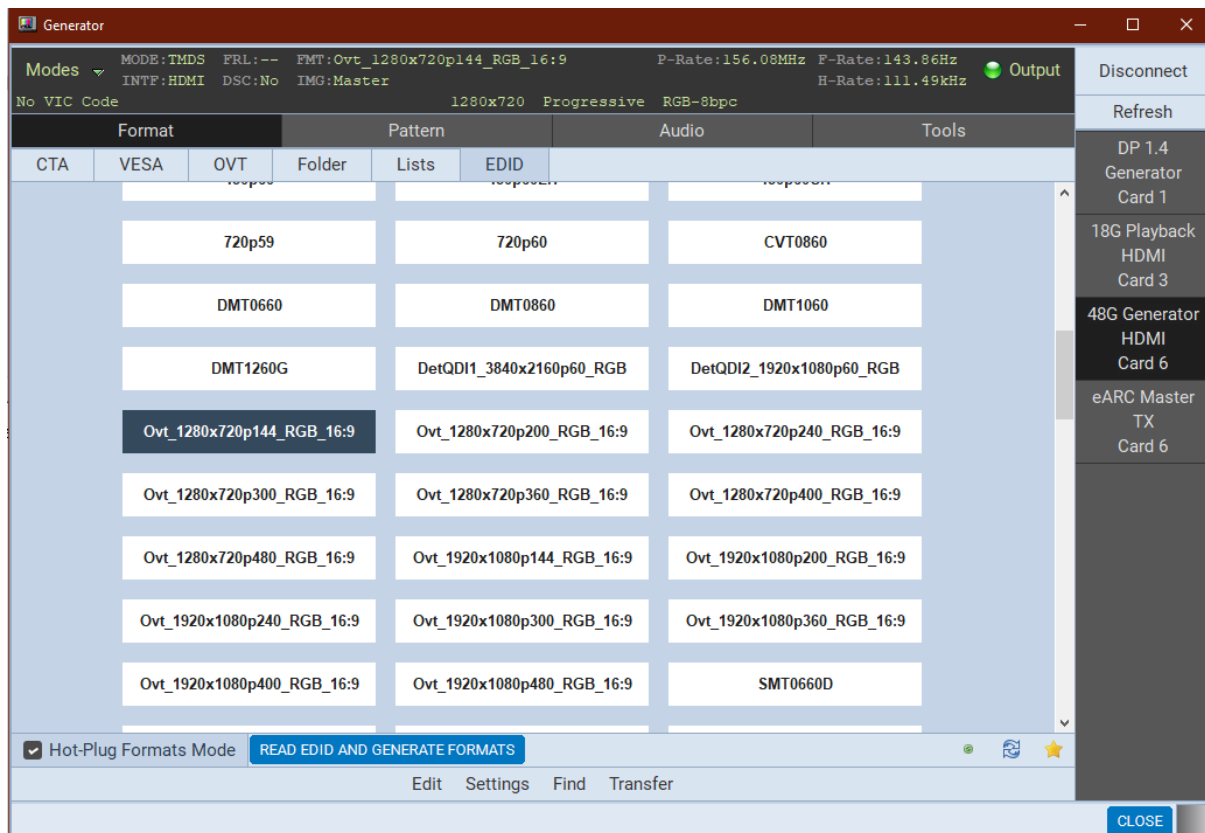 Generator
Modes
MODE:TMDS FRL:-- FMT:Ovt_1280x720p144_RGB_16:9 P-Rate:156.08MHz F-Rate:143.86Hz
INTF:HDMI DSC:No IMG:Master H-Rate:111.49kHz
Output
No VIC Code 1280x720 Progressive RGB-8bpc
Disconnect
Refresh
Format Pattern Audio Tools
CTA VESA OVT Folder Lists EDID
720p59 720p60 CVT0860
DMT0660 DMT0860 DMT1060
DMT1260G DetQDI1_3840x2160p60_RGB DetQDI2_1920x1080p60_RGB
Ovt_1280x720p144_RGB_16:9 Ovt_1280x720p200_RGB_16:9 Ovt_1280x720p240_RGB_16:9
Ovt_1280x720p300_RGB_16:9 Ovt_1280x720p360_RGB_16:9 Ovt_1280x720p400_RGB_16:9
Ovt_1280x720p480_RGB_16:9 Ovt_1920x1080p144_RGB_16:9 Ovt_1920x1080p200_RGB_16:9
Ovt_1920x1080p240_RGB_16:9 Ovt_1920x1080p300_RGB_16:9 Ovt_1920x1080p360_RGB_16:9
Ovt_1920x1080p400_RGB_16:9 Ovt_1920x1080p480_RGB_16:9 SMT0660D
DP 1.4
Generator
Card 1
18G Playback
HDMI
Card 3
48G Generator
HDMI
Card 6
eARC Master
TX
Card 6
Hot-Plug Formats Mode READ EDID AND GENERATE FORMATS
Edit Settings Find Transfer
CLOSE